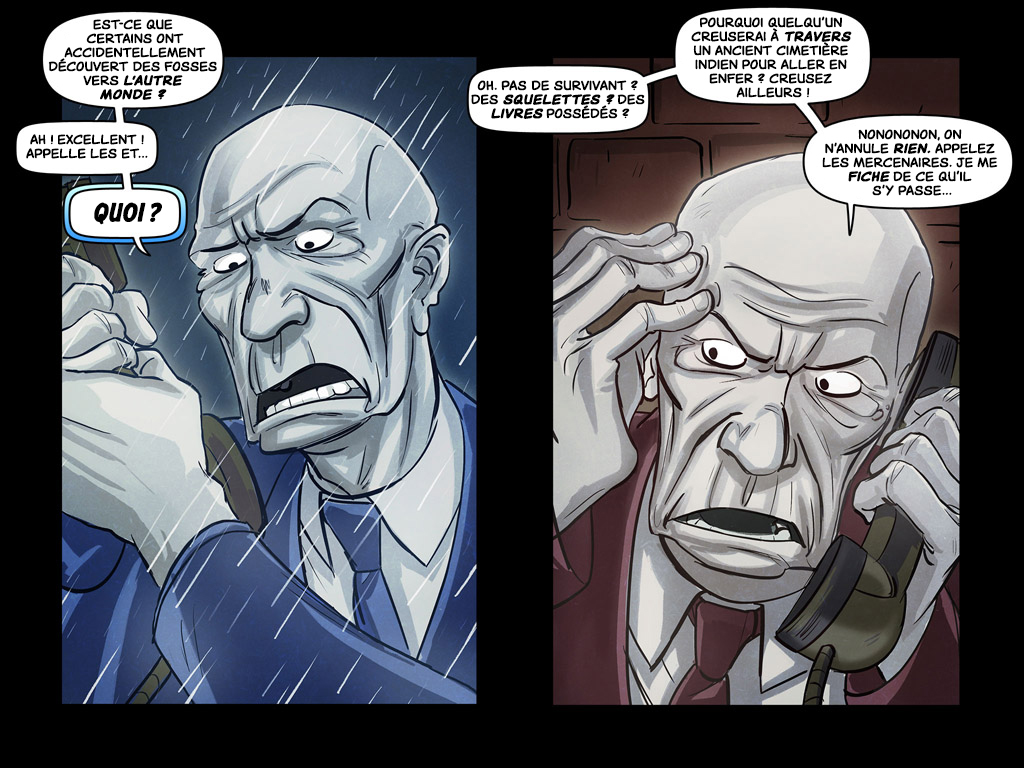 EST-CE QUE
CERTAINS ONT
ACCIDENTELLEMENT
DÉCOUVERT DES FOSSES
VERS L'AUTRE
MONDE ?
AH ! EXCELLENT !
APPELLE LES ET...
QUOI ?
OH. PAS DE SURVIVANT ?
DES SQUELETTES ? DES
LIVRES POSSÉDÉS ?
POURQUOI QUELQU'UN
CREUSERAI À TRAVERS
UN ANCIENT CIMETIÈRE
INDIEN POUR ALLER EN
ENFER ? CREUSEZ
AILLEURS !
NONONONON, ON
N'ANNULE RIEN. APPELEZ
LES MERCENAIRES. JE ME
FICHE DE CE QU'IL
S'Y PASSE...